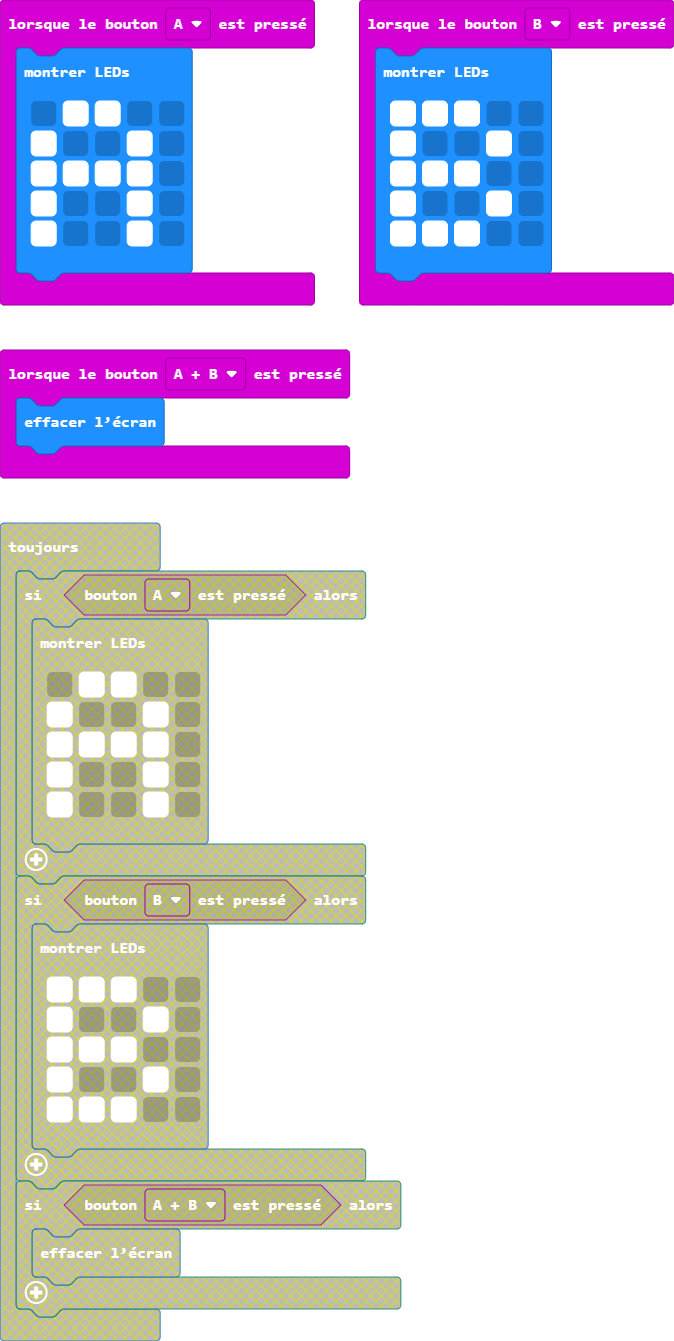 lorsque le bouton A est pressé
montrer LEDs
lorsque le bouton B est pressé
montrer LEDs
lorsque le bouton A + B est pressé
effacer l'écran
toujours
si bouton A est pressé alors
montrer LEDs
si bouton B est pressé alors
montrer LEDs
si bouton A + B est pressé alors
effacer l'écran